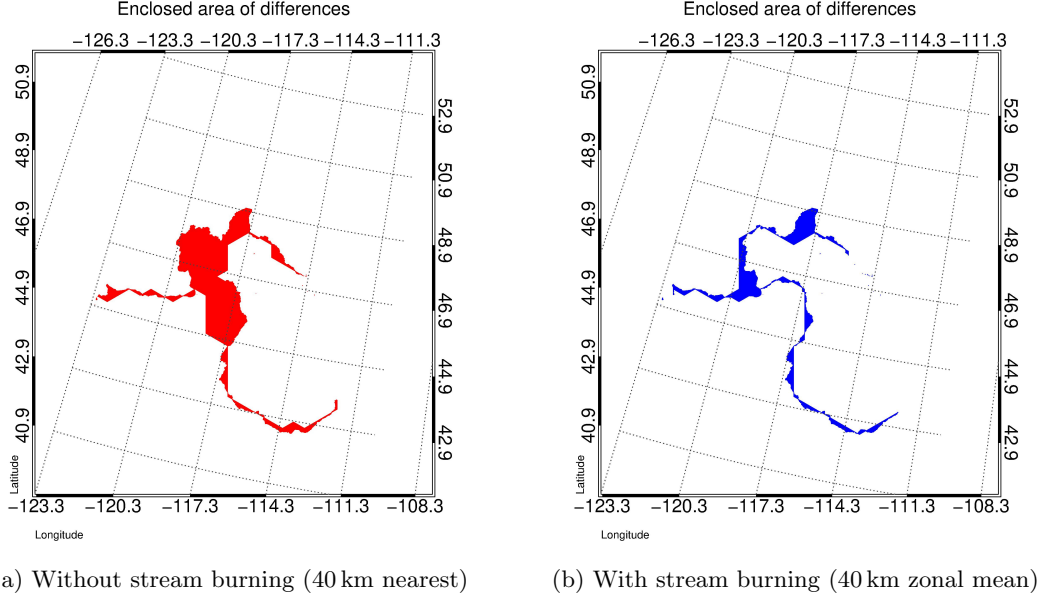 Enclosed area of differences
−126.3 −123.3 −120.3 −117.3 −114.3 −111.3
50.9
48.9
46.9
44.9
42.9
40.9
52.9
50.9
48.9
46.9
44.9
42.9
Latitude
−123.3 −120.3 −117.3 −114.3 −111.3 −108.3
Longitude
a) Without stream burning (40 km nearest)
Enclosed area of differences
−126.3 −123.3 −120.3 −117.3 −114.3 −111.3
50.9
48.9
46.9
44.9
42.9
40.9
52.9
50.9
48.9
46.9
44.9
42.9
Latitude
−123.3 −120.3 −117.3 −114.3 −111.3 −108.3
Longitude
(b) With stream burning (40 km zonal mean)